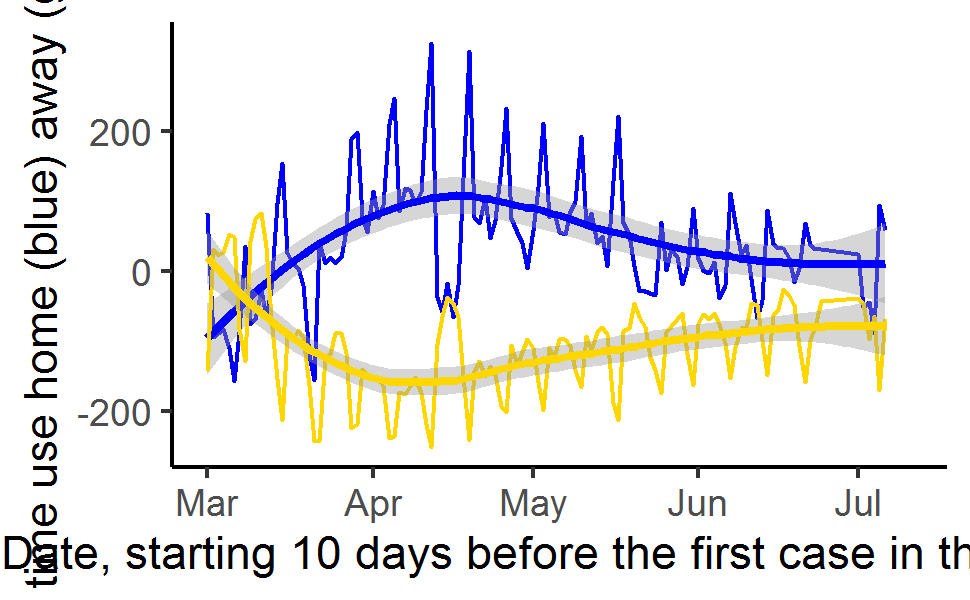 time use home (blue) away (
200
0
-200
Mar Apr May Jun Jul
Date, starting 10 days before the first case in th